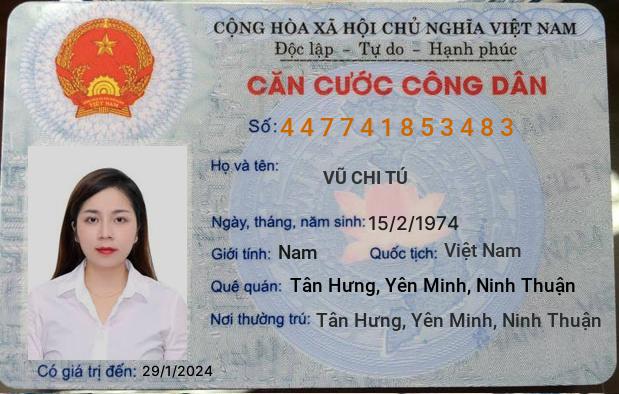 CỘNG HÒA XÃ HỘI CHỦ NGHĨA VIỆT NAM
Độc lập - Tự do - Hạnh phúc
CĂN CƯỚC CÔNG DÂN
Số: 447741853483
Họ và tên:
VŨ CHI TÚ
Ngày, tháng, năm sinh: 15/2/1974
Giới tính: Nam Quốc tịch: Việt Nam
Quê quán: Tân Hưng, Yên Minh, Ninh Thuận
Nơi thường trú: Tân Hưng, Yên Minh, Ninh Thuận
Có giá trị đến: 29/1/2024
VIỆT NAM